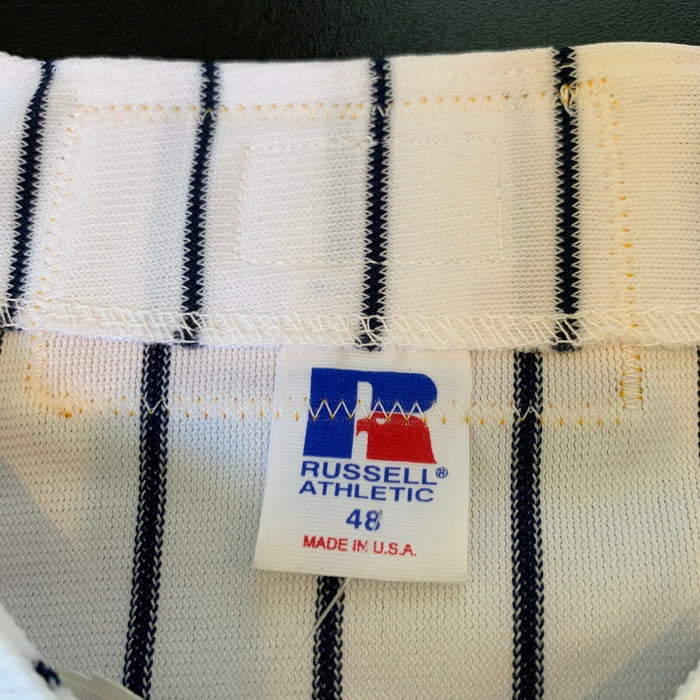 R
RUSSELL®
ATHLETIC
48
MADE IN U.S.A.